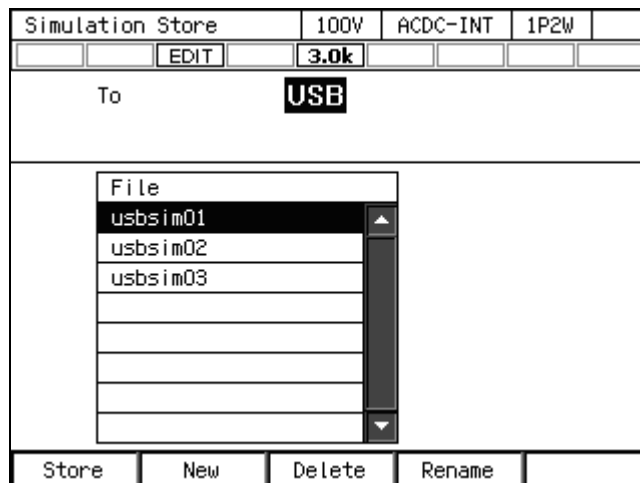 Simulation Store 100V ACDC-INT 1P2W
EDIT 3.0k
To USB
File
usbsim01
usbsim02
usbsim03
Store New Delete Rename